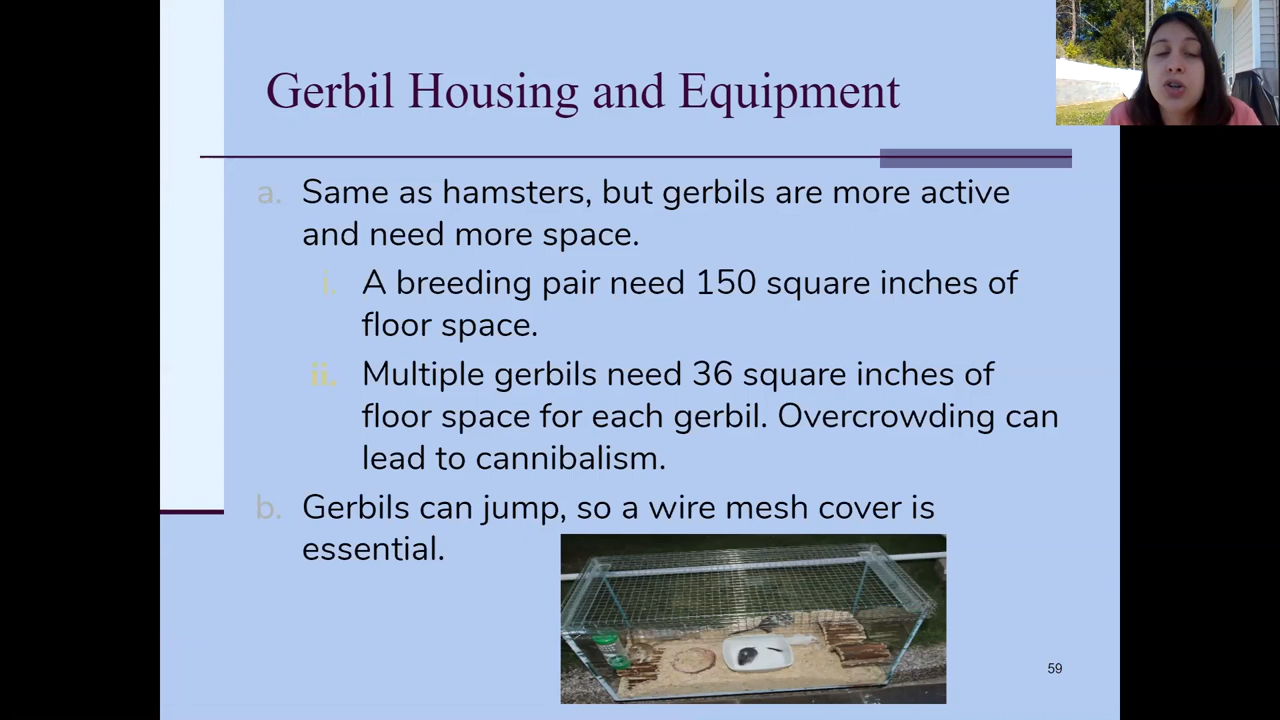 Gerbil Housing and Equipment
a. Same as hamsters, but gerbils are more active
and need more space.
i. A breeding pair need 150 square inches of
floor space.
ii. Multiple gerbils need 36 square inches of
floor space for each gerbil. Overcrowding can
lead to cannibalism.
b. Gerbils can jump, so a wire mesh cover is
essential.
59